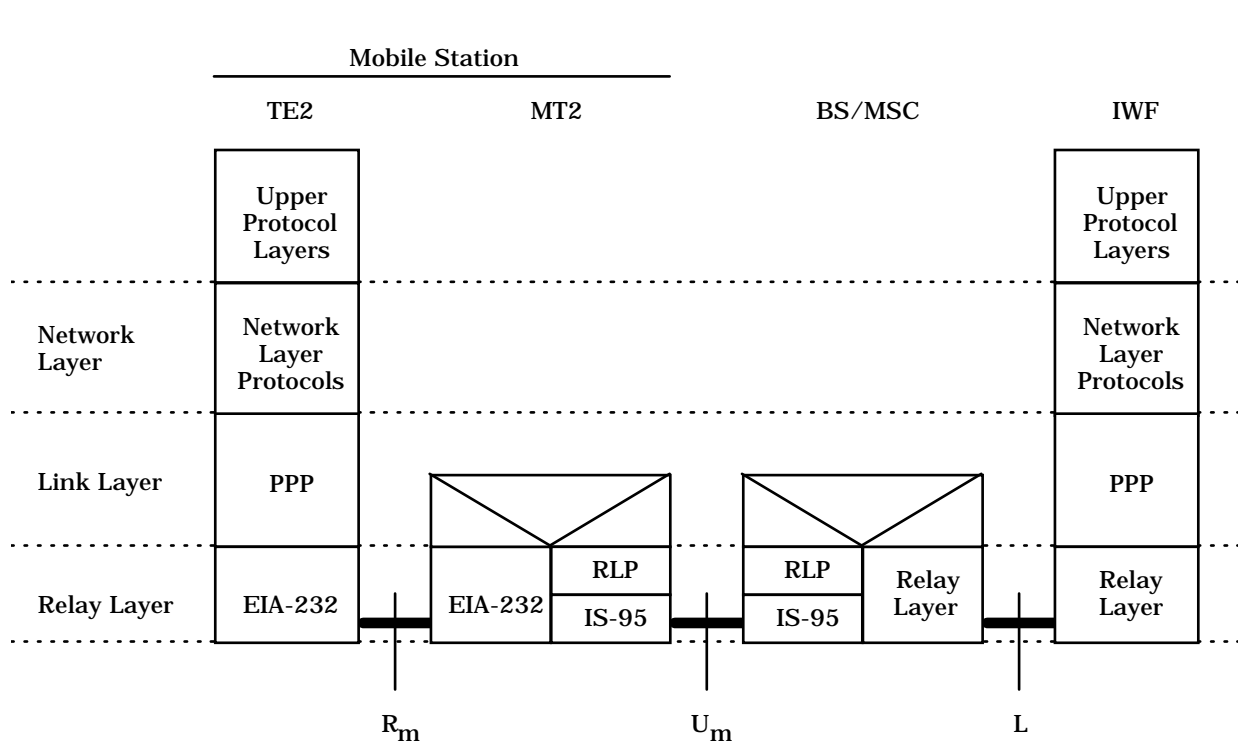 Mobile Station
TE2 MT2 BS/MSC IWF
Upper
Protocol
Layers
Upper
Protocol
Layers
Network
Layer
Network
Layer
Protocols
Network
Layer
Protocols
Link Layer
PPP
PPP
Relay Layer
EIA-232
EIA-232
RLP
IS-95
RLP
IS-95
Relay
Layer
Relay
Layer
Rm
Um
L